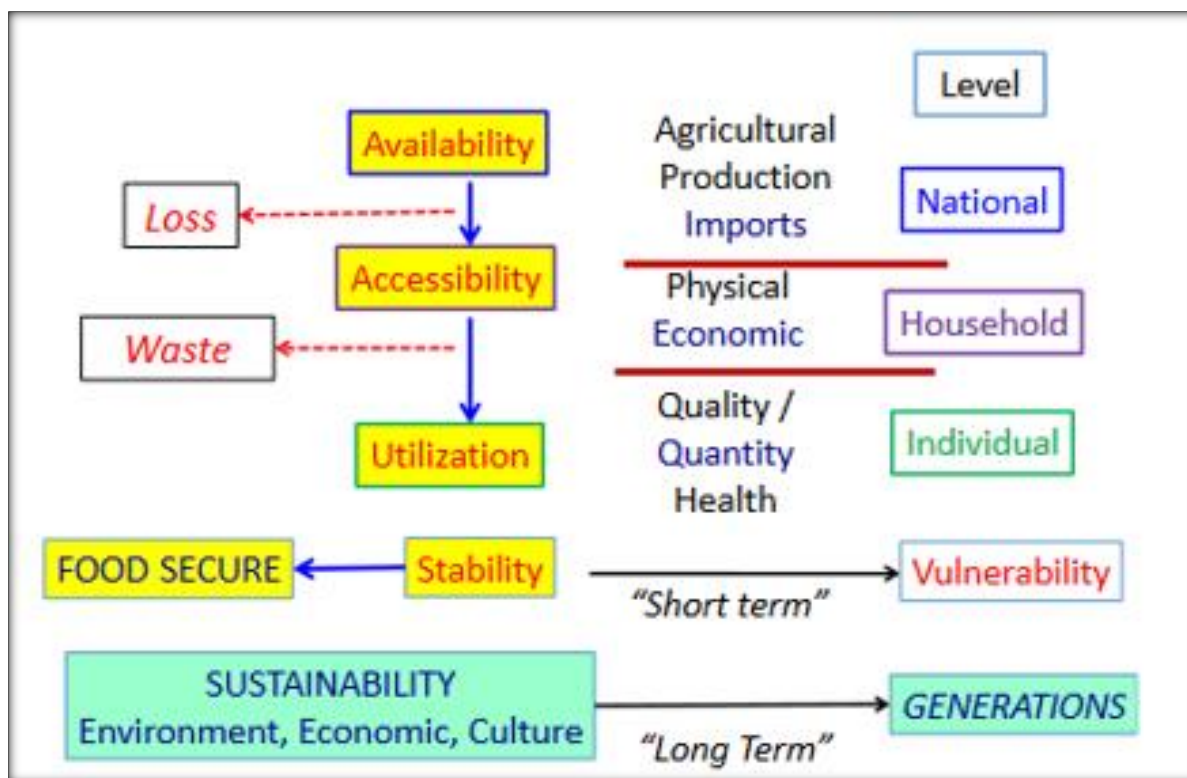 Level
Availability
Agricultural
Production
Imports
National
Loss
Accessibility
Physical
Economic
Household
Waste
Quality /
Quantity
Health
Individual
Utilization
FOOD SECURE
Stability
Vulnerability
“Short term”
SUSTAINABILITY
Environment, Economic, Culture
GENERATIONS
“Long Term”